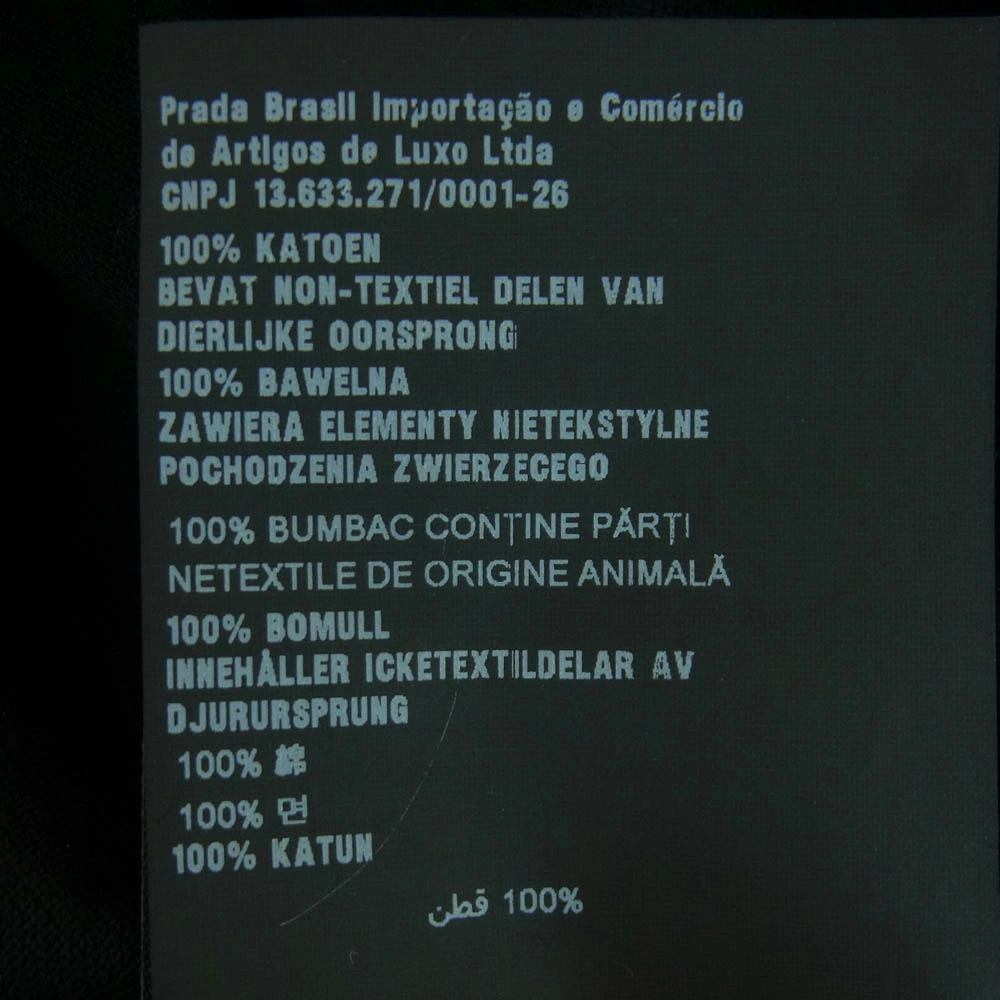 Prada Brasil Importação e Comércio
de Artigos de Luxo Ltda
CNPJ 13.633.271/0001-26
100% KATOEN
BEVAT NON-TEXTIEL DELEN VAN
DIERLIJKE OORSPRONG
100% BAWELNA
ZAWIERA ELEMENTY NIETEKSTYLNE
POCHODZENIA ZWIERZECEGO
100% BUMBAC CONȚINE PĂRȚI
NETEXTILE DE ORIGINE ANIMALĂ
100% BOMULL
INNEHÅLLER ICKETEXTILDELAR AV
DJURURSPRUNG
100% 綿
100% 면
100% KATUN
100% قطن